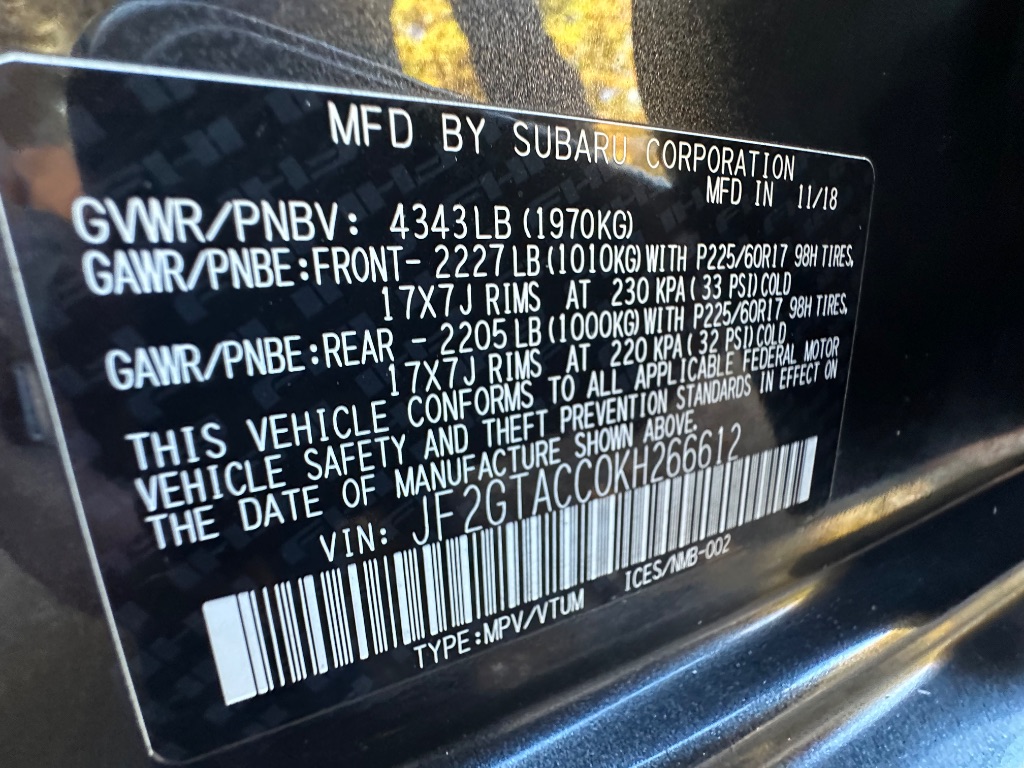 MFD BY SUBARU CORPORATION
MFD IN 11/18
GVWR/PNBV: 4343LB (1970KG)
GAWR/PNBE:FRONT- 2227LB(1010KG)WITH P225/60R17 98H TIRES,
17X7J RIMS AT 230 KPA( 33 PSI)COLD
GAWR/PNBE:REAR - 2205LB(1000KG)WITH P225/60R17 98H TIRES,
17X7J RIMS AT 220 KPA( 32 PSI)COLD
THIS VEHICLE CONFORMS TO ALL APPLICABLE FEDERAL MOTOR
VEHICLE SAFETY AND THEFT PREVENTION STANDARDS IN EFFECT ON
THE DATE OF MANUFACTURE SHOWN ABOVE.
VIN: JF2GTACC0KH266612
TYPE:MPV/VTUM ICES/NMB-002